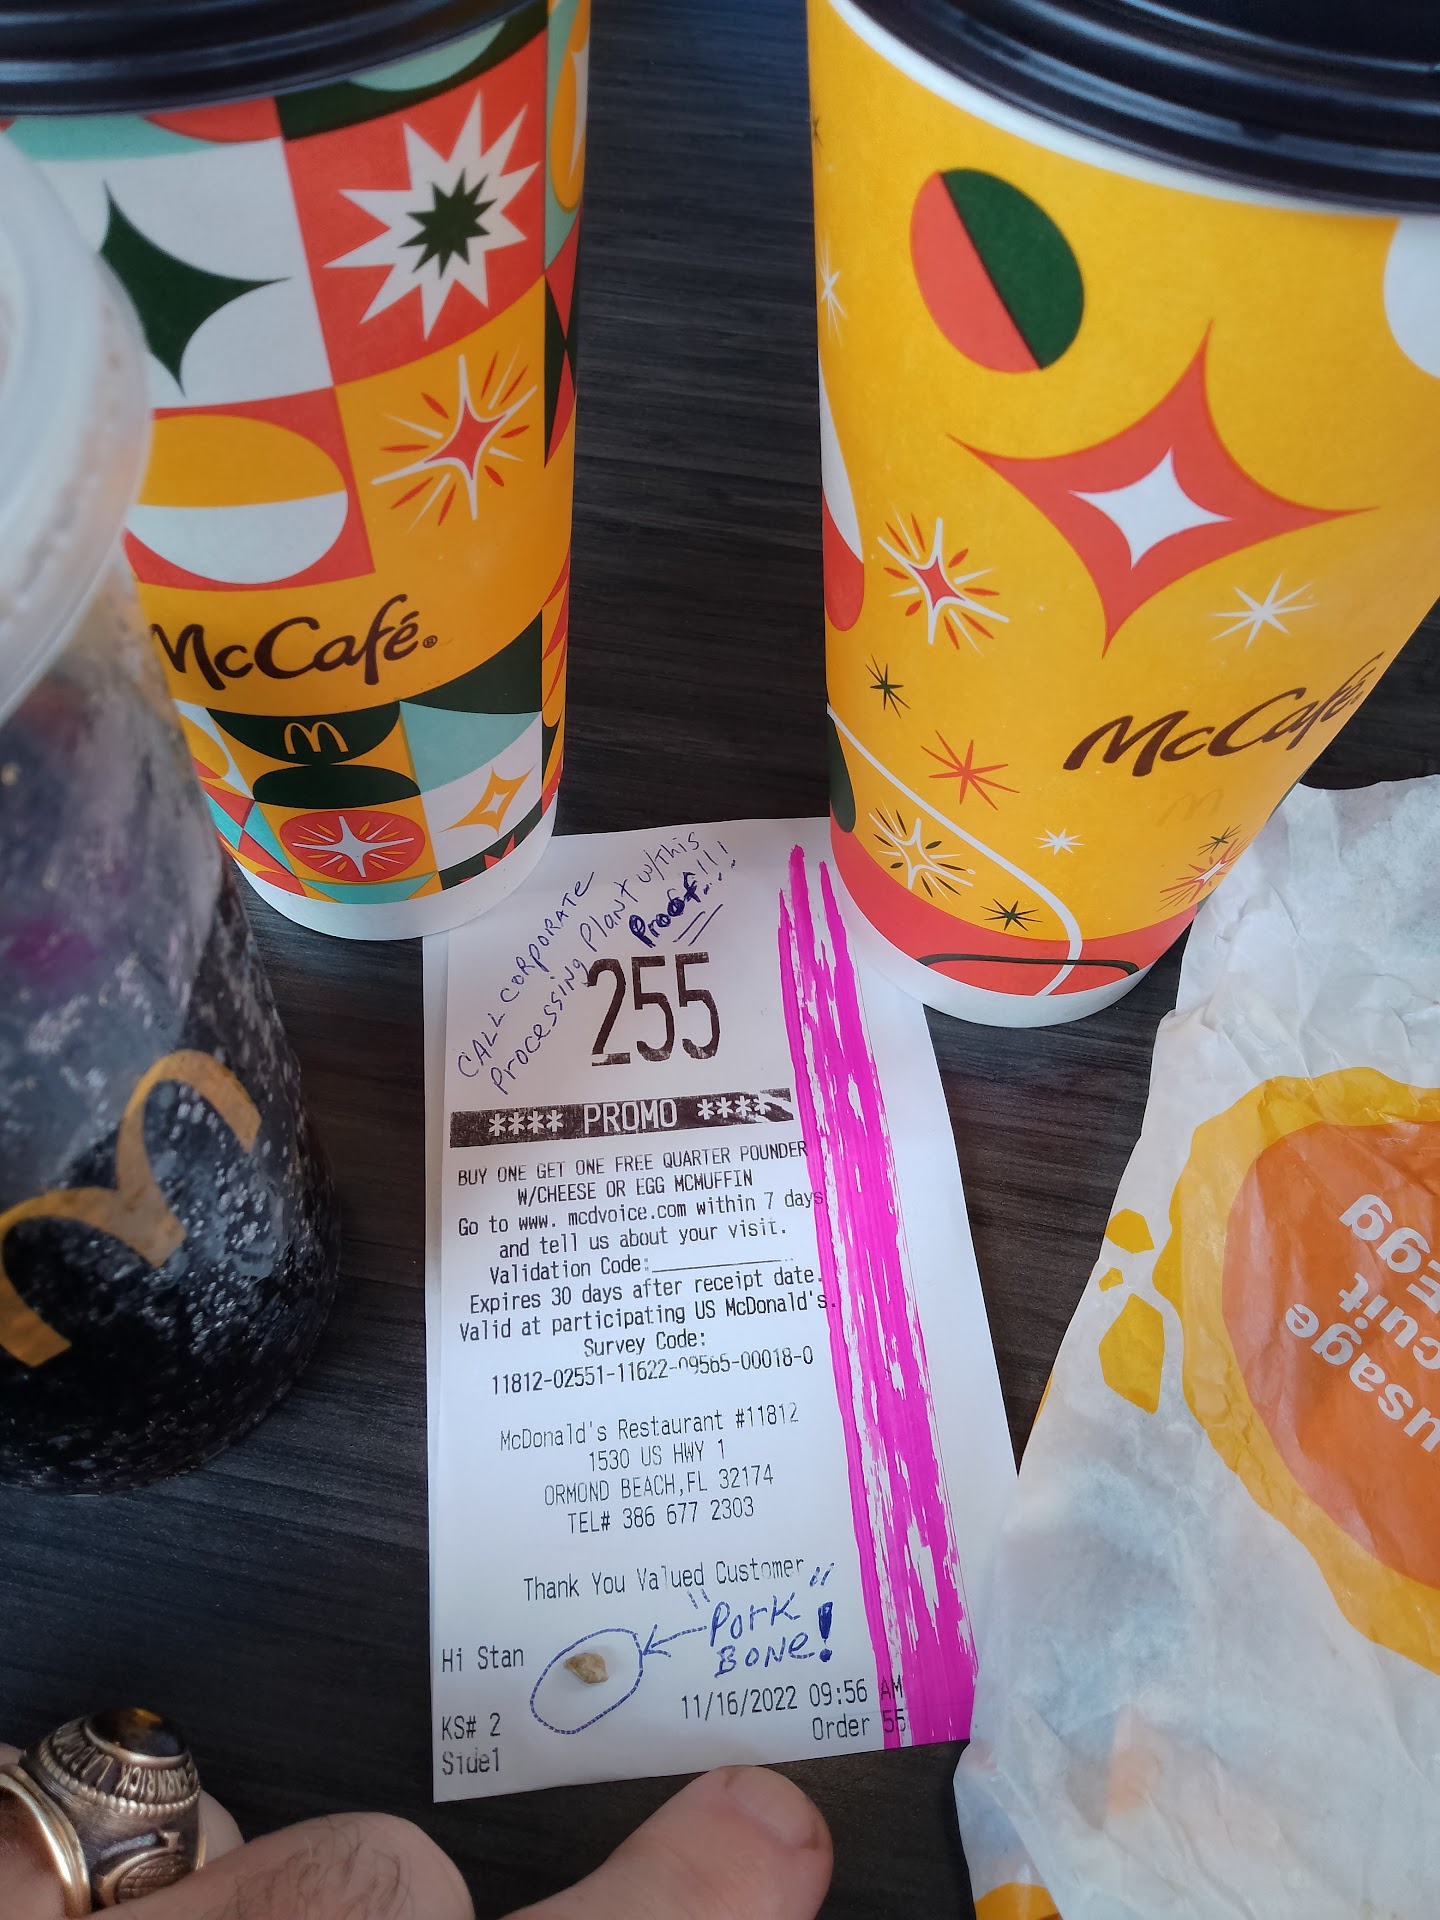 McCafé®
McCafé
CALL CORPORATE
Processing Plant w/This
Proof!!!
255
**** PROMO ****
BUY ONE GET ONE FREE QUARTER POUNDER
W/CHEESE OR EGG MCMUFFIN
Go to www. mcdvoice.com within 7 days
and tell us about your visit.
Validation Code:
Expires 30 days after receipt date.
Valid at participating US McDonald's.
Survey Code:
11812-02551-11622-09565-00018-0
McDonald's Restaurant #11812
1530 US HWY 1
ORMOND BEACH,FL 32174
TEL# 386 677 2303
Thank You Valued Customer
"Pork"
BONE!
Hi Stan
11/16/2022 09:56 AM
KS# 2
Order 55
Side1
usage
cuit
Egg